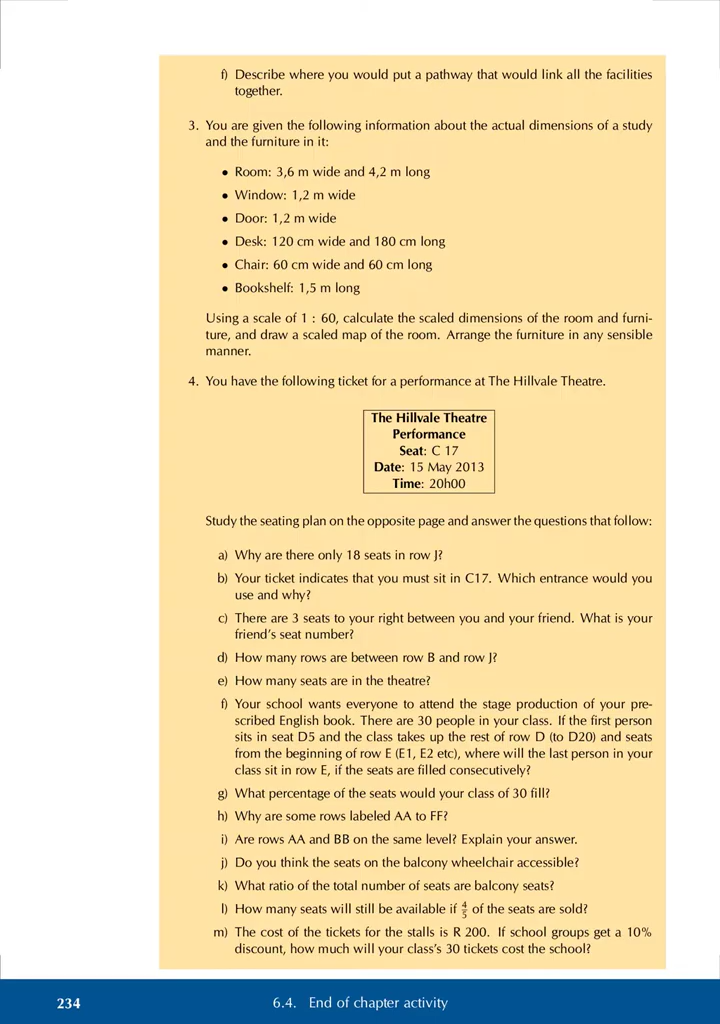 f) Describe where you would put a pathway that would link all the facilities
together.
3. You are given the following information about the actual dimensions of a study
and the furniture in it:
• Room: 3,6 m wide and 4,2 m long
• Window: 1,2 m wide
• Door: 1,2 m wide
• Desk: 120 cm wide and 180 cm long
• Chair: 60 cm wide and 60 cm long
• Bookshelf: 1,5 m long
Using a scale of 1 : 60, calculate the scaled dimensions of the room and furni-
ture, and draw a scaled map of the room. Arrange the furniture in any sensible
manner.
4. You have the following ticket for a performance at The Hillvale Theatre.
The Hillvale Theatre
Performance
Seat: C 17
Date: 15 May 2013
Time: 20h00
Study the seating plan on the opposite page and answer the questions that follow:
a) Why are there only 18 seats in row J?
b) Your ticket indicates that you must sit in C17. Which entrance would you
use and why?
c) There are 3 seats to your right between you and your friend. What is your
friend's seat number?
d) How many rows are between row B and row J?
e) How many seats are in the theatre?
f) Your school wants everyone to attend the stage production of your pre-
scribed English book. There are 30 people in your class. If the first person
sits in seat D5 and the class takes up the rest of row D (to D20) and seats
from the beginning of row E (E1, E2 etc), where will the last person in your
class sit in row E, if the seats are filled consecutively?
g) What percentage of the seats would your class of 30 fill?
h) Why are some rows labeled AA to FF?
i) Are rows AA and BB on the same level? Explain your answer.
j) Do you think the seats on the balcony wheelchair accessible?
k) What ratio of the total number of seats are balcony seats?
l) How many seats will still be available if 4/5 of the seats are sold?
m) The cost of the tickets for the stalls is R 200. If school groups get a 10%
discount, how much will your class's 30 tickets cost the school?
234 6.4. End of chapter activity